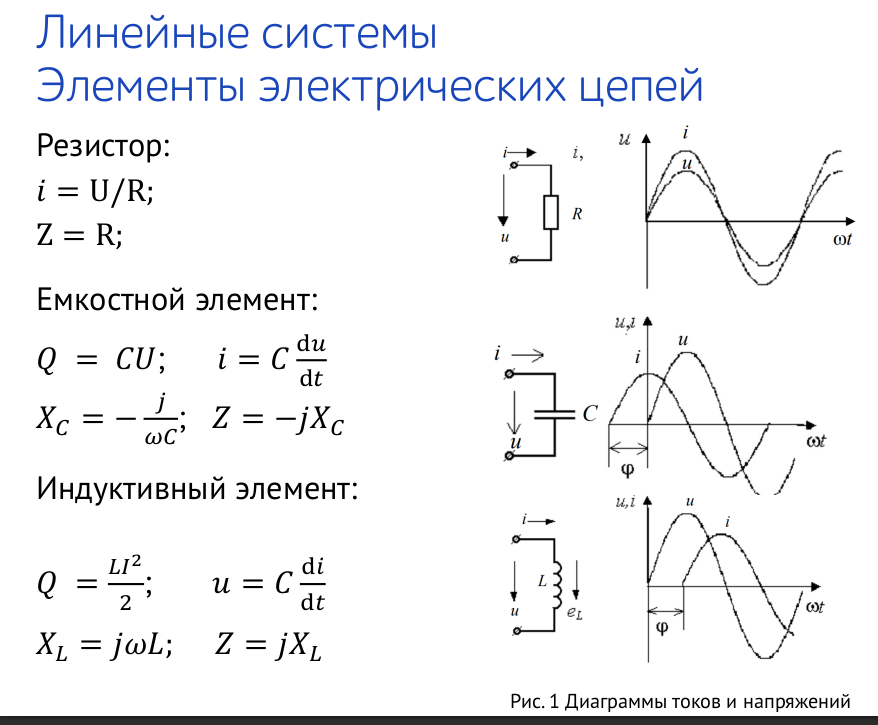 Линейные системы
Элементы электрических цепей
Резистор:
i = U/R;
Z = R;
Емкостной элемент:
Q = CU; i = C du/dt
X_C = − j/ωC; Z = −jX_C
Индуктивный элемент:
Q = LI²/2; u = C di/dt
X_L = jωL; Z = jX_L
i
i,
R
u
u
i
u
ωt
i
C
u
u,i
i
u
ωt
φ
i
L
u
e_L
u,i
u
i
ωt
φ
Рис. 1 Диаграммы токов и напряжений